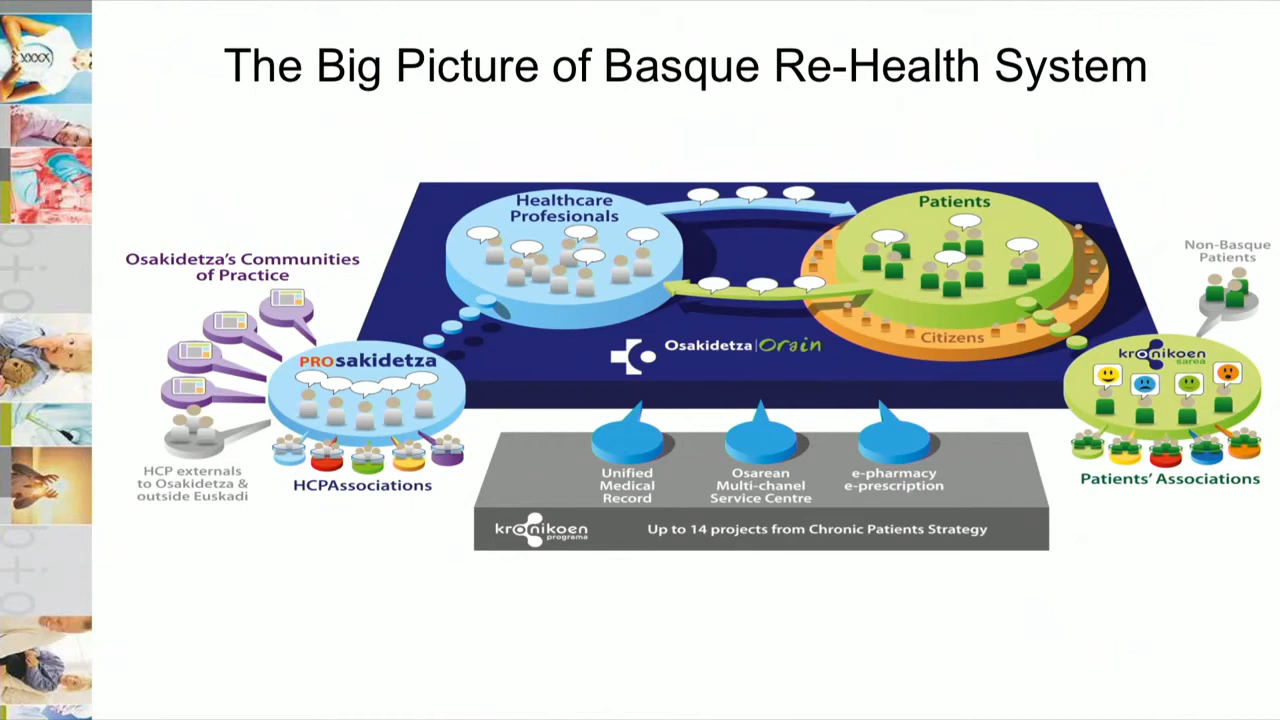 The Big Picture of Basque Re-Health System
XXXX
Healthcare
Profesionals
Patients
Non-Basque
Patients
Osakidetza's Communities
of Practice
Citizens
Osakidetza|Orain
PROsakidetza
kronikoen
sarea
HCP externals
to Osakidetza &
outside Euskadi
HCPAssociations
Patients' Associations
Unified
Medical
Record
Osarean
Multi-chanel
Service Centre
e-pharmacy
e-prescription
kronikoen
programa
Up to 14 projects from Chronic Patients Strategy